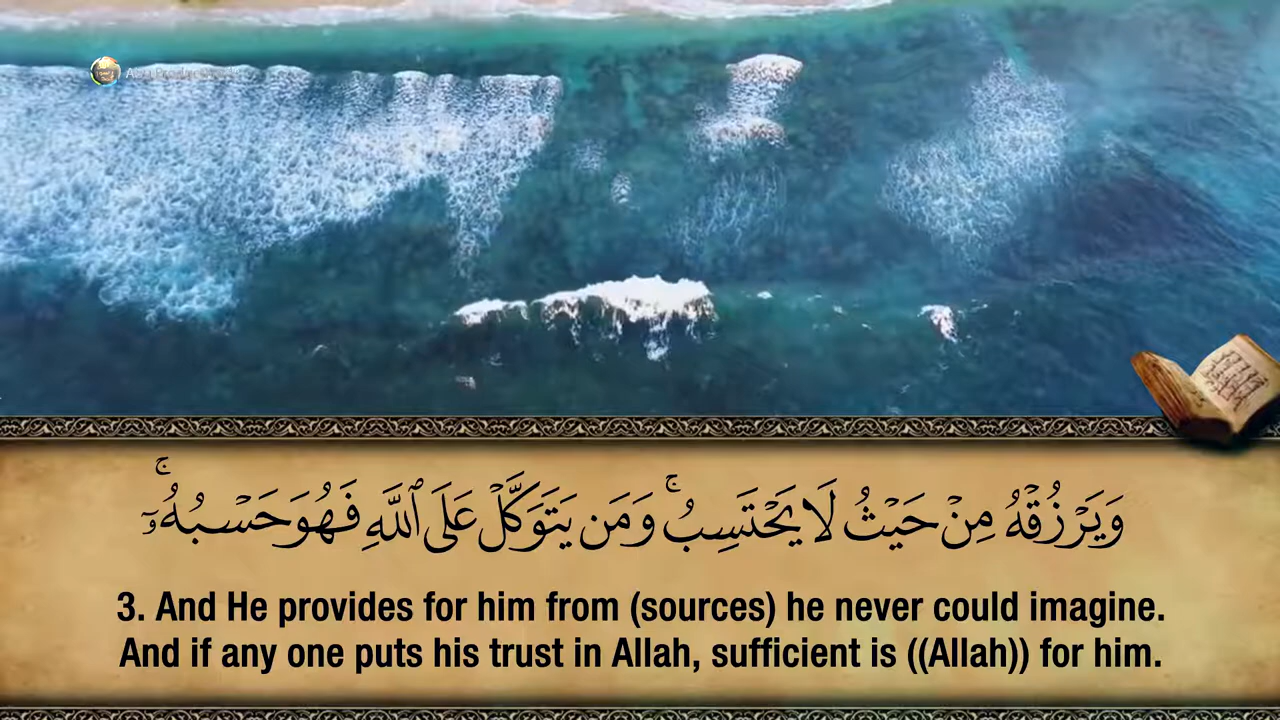 وَيَرْزُقْهُ مِنْ حَيْثُ لَا يَحْتَسِبُ ۚ وَمَن يَتَوَكَّلْ عَلَى ٱللَّهِ فَهُوَ حَسْبُهُۥٓ ۚ
3. And He provides for him from (sources) he never could imagine.
And if any one puts his trust in Allah, sufficient is ((Allah)) for him.